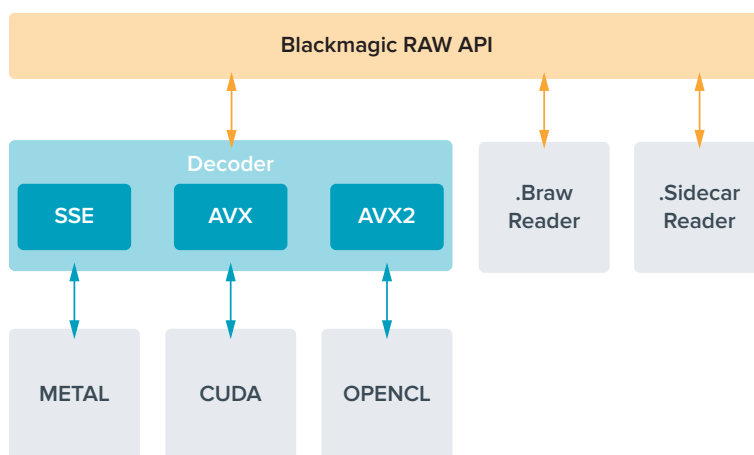 Blackmagic RAW API
Decoder
SSE
AVX
AVX2
.Braw
Reader
.Sidecar
Reader
METAL
CUDA
OPENCL